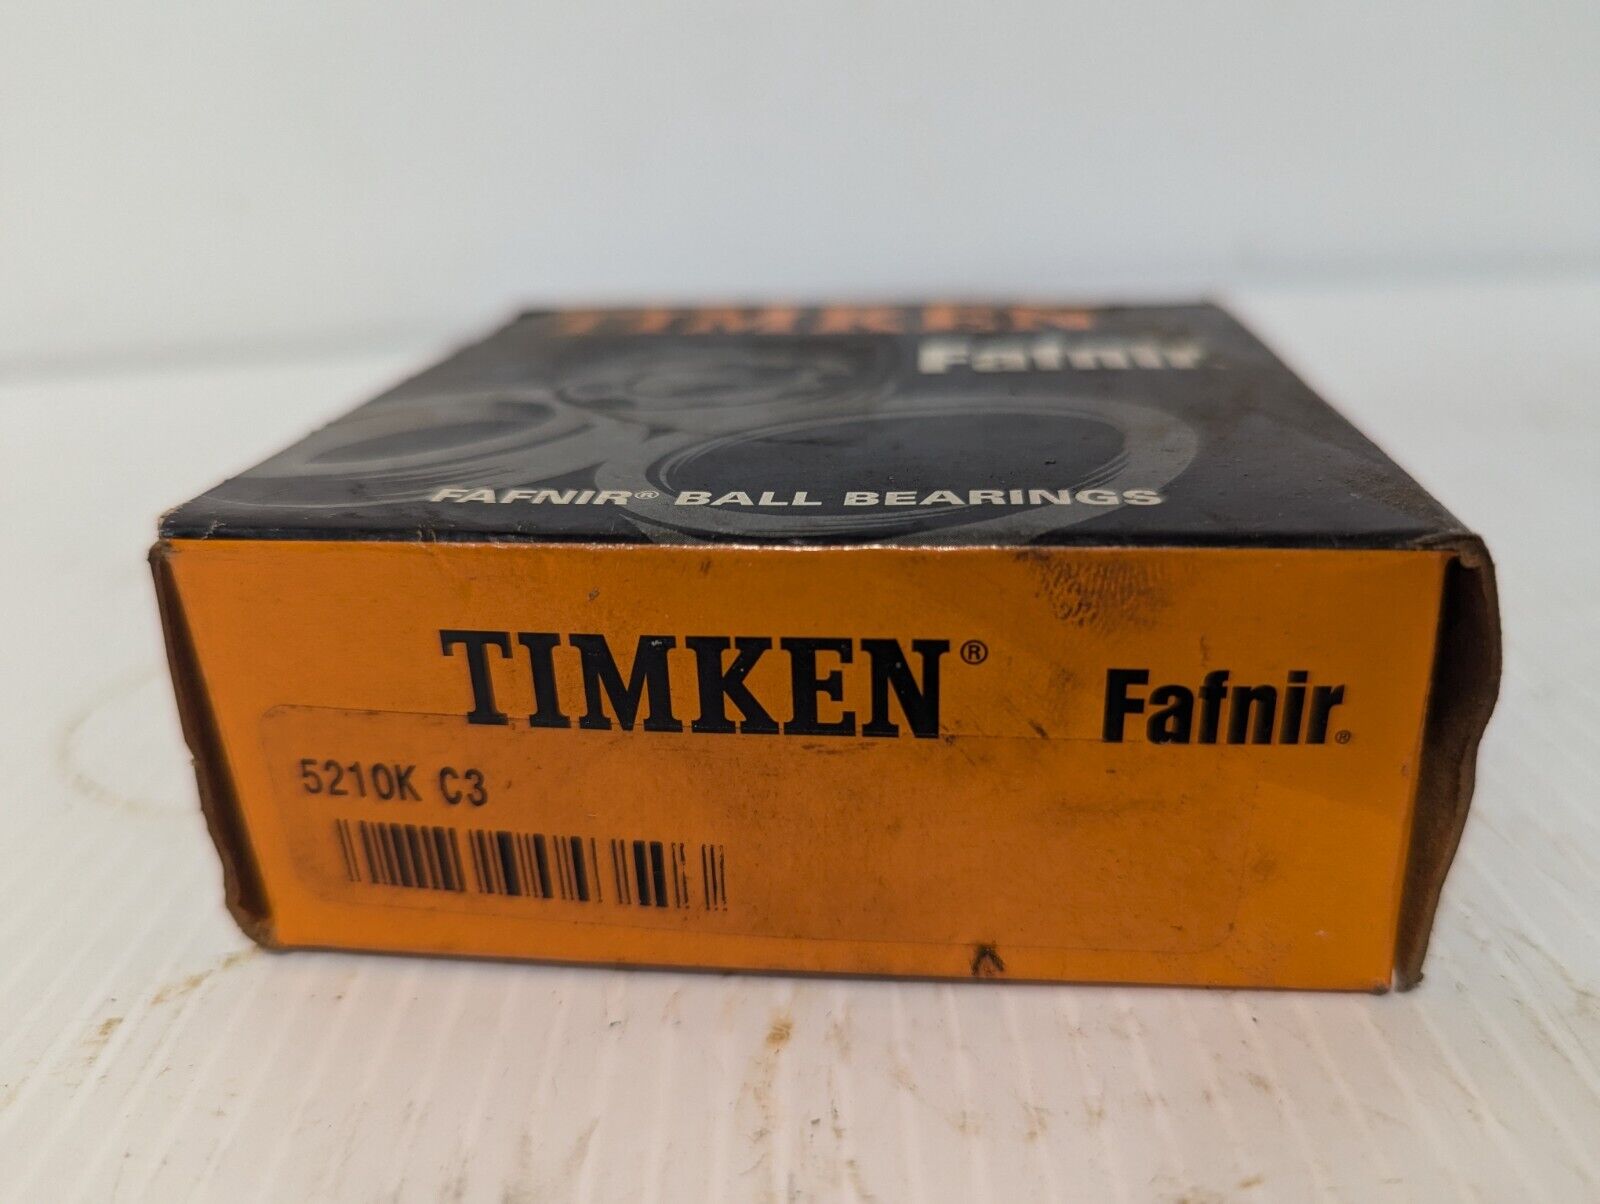 TIMKEN
Fafnir
FAFNIR® BALL BEARINGS
TIMKEN®
Fafnir®
5210K C3